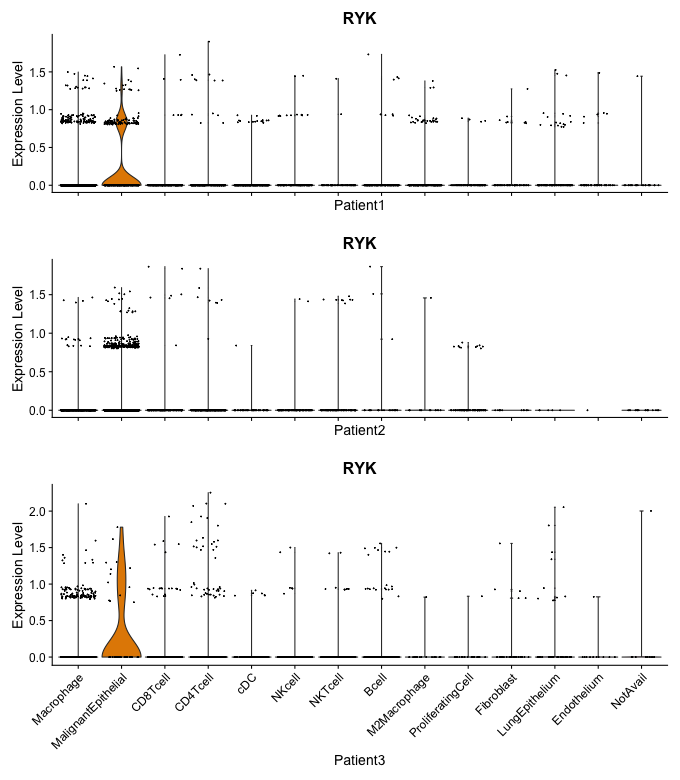 RYK
Expression Level
1.5
1.0
0.5
0.0
Patient1
RYK
Expression Level
1.5
1.0
0.5
0.0
Patient2
RYK
Expression Level
2.0
1.5
1.0
0.5
0.0
Macrophage
MalignantEpithelial
CD8Tcell
CD4Tcell
cDC
NKcell
NKTcell
Bcell
M2Macrophage
ProliferatingCell
Fibroblast
LungEpithelium
Endothelium
NotAvail
Patient3